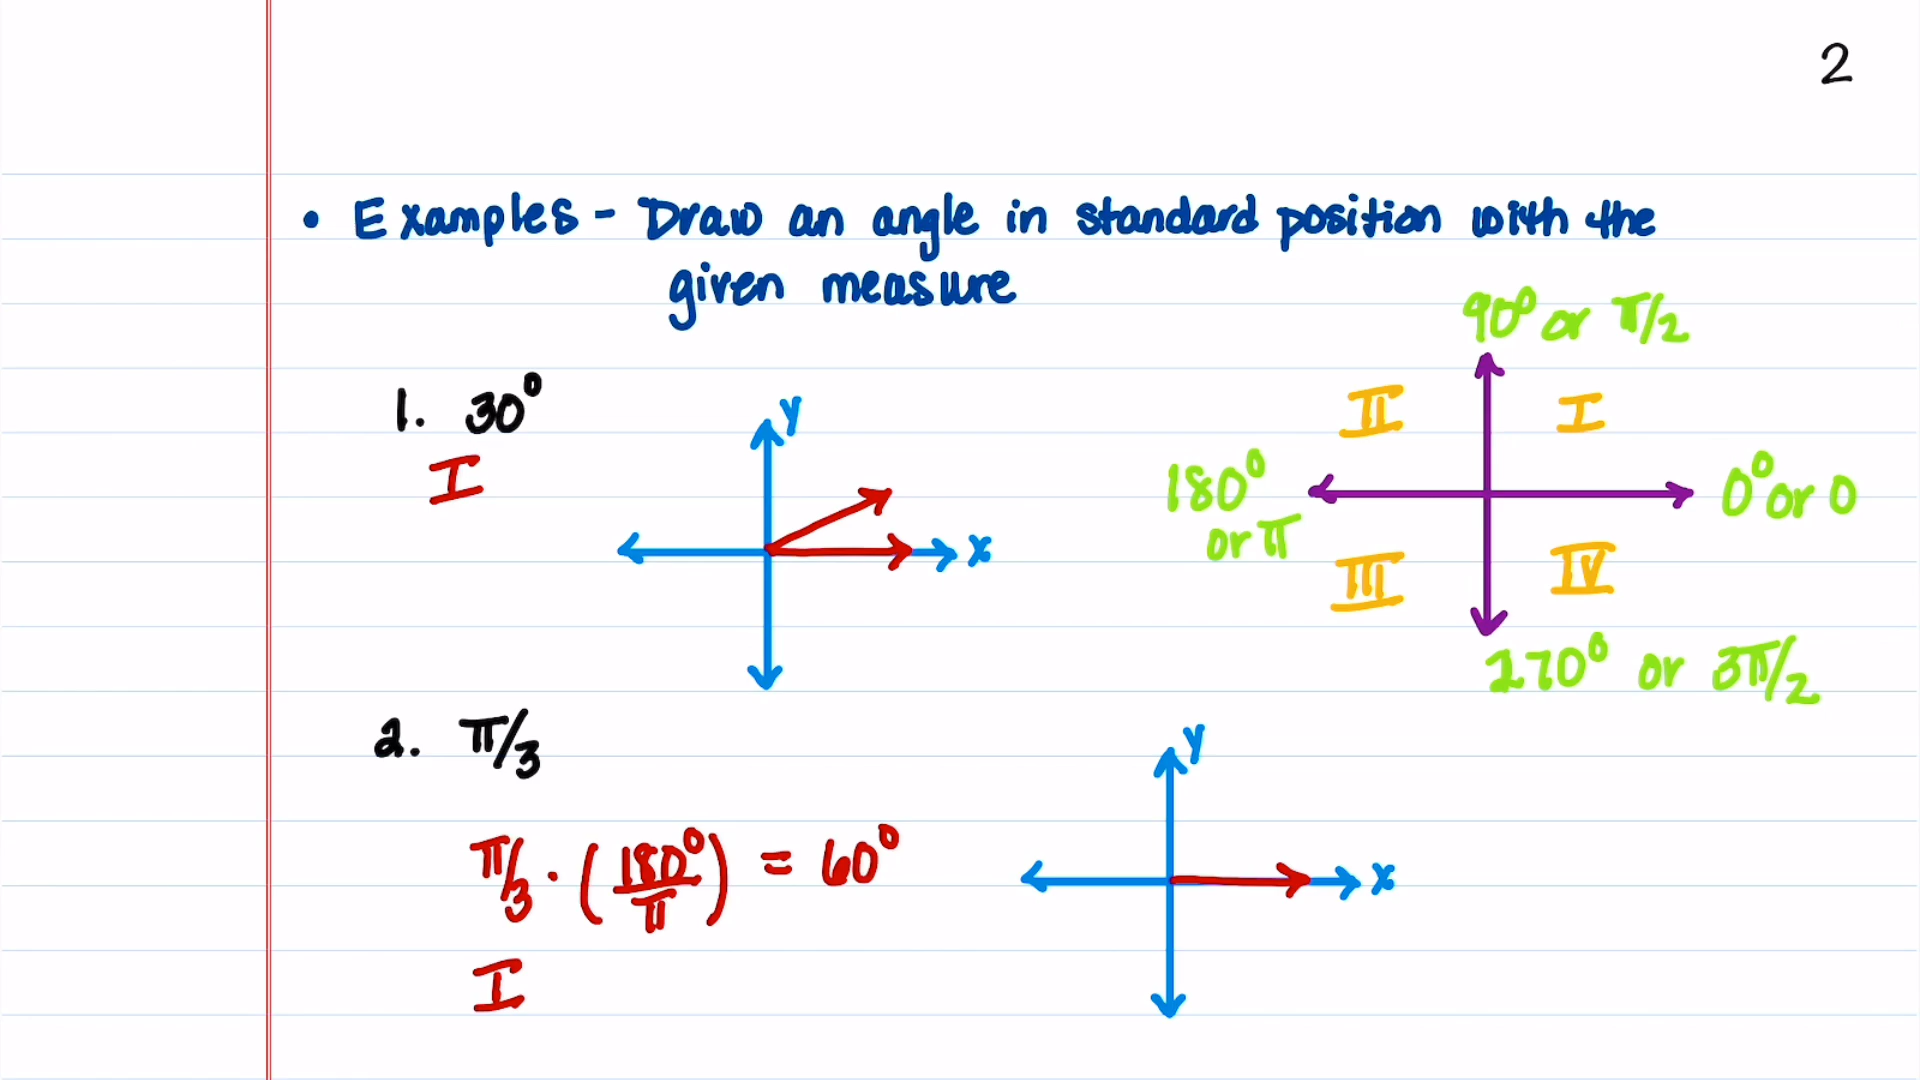 2
• Examples - Draw an angle in standard position with the
given measure
90° or π/2
1. 30°
I
y
x
II
I
180°
or π
0° or 0
III
IV
270° or 3π/2
2. π/3
π/3 · (180°/π) = 60°
I
y
x